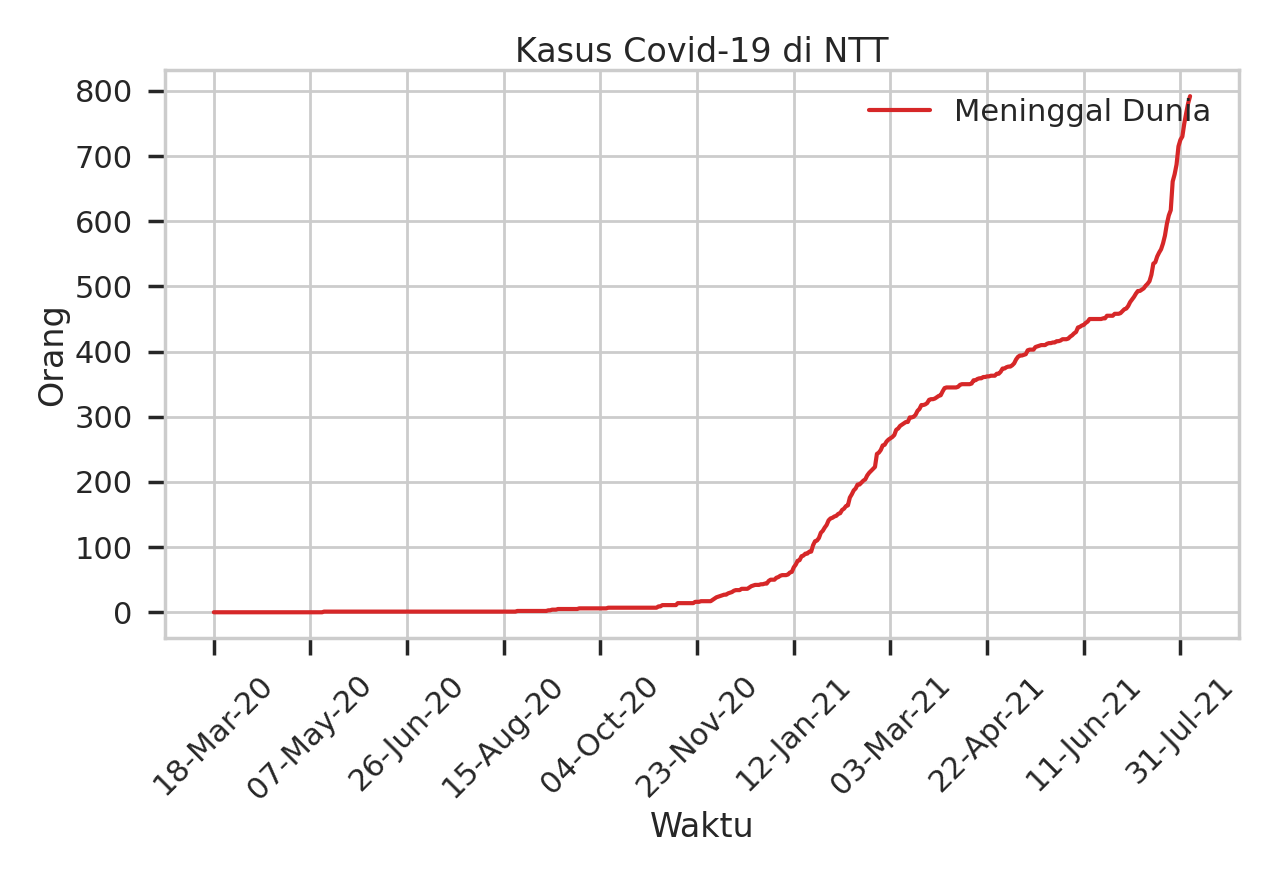 Kasus Covid-19 di NTT
Meninggal Dunia
800
700
600
500
400
300
200
100
0
Orang
18-Mar-20
07-May-20
26-Jun-20
15-Aug-20
04-Oct-20
23-Nov-20
12-Jan-21
03-Mar-21
22-Apr-21
11-Jun-21
31-Jul-21
Waktu